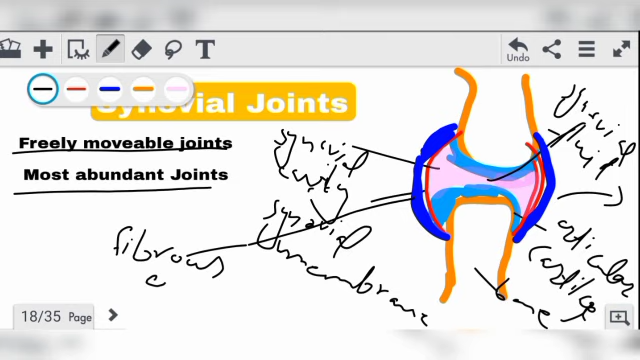 Undo
Synovial Joints
Freely moveable joints
Most abundant Joints
synovial
cavity
synovial
membrane
fibrous
c
synovial
fluid
articular
cartilage
bone
18/35 Page